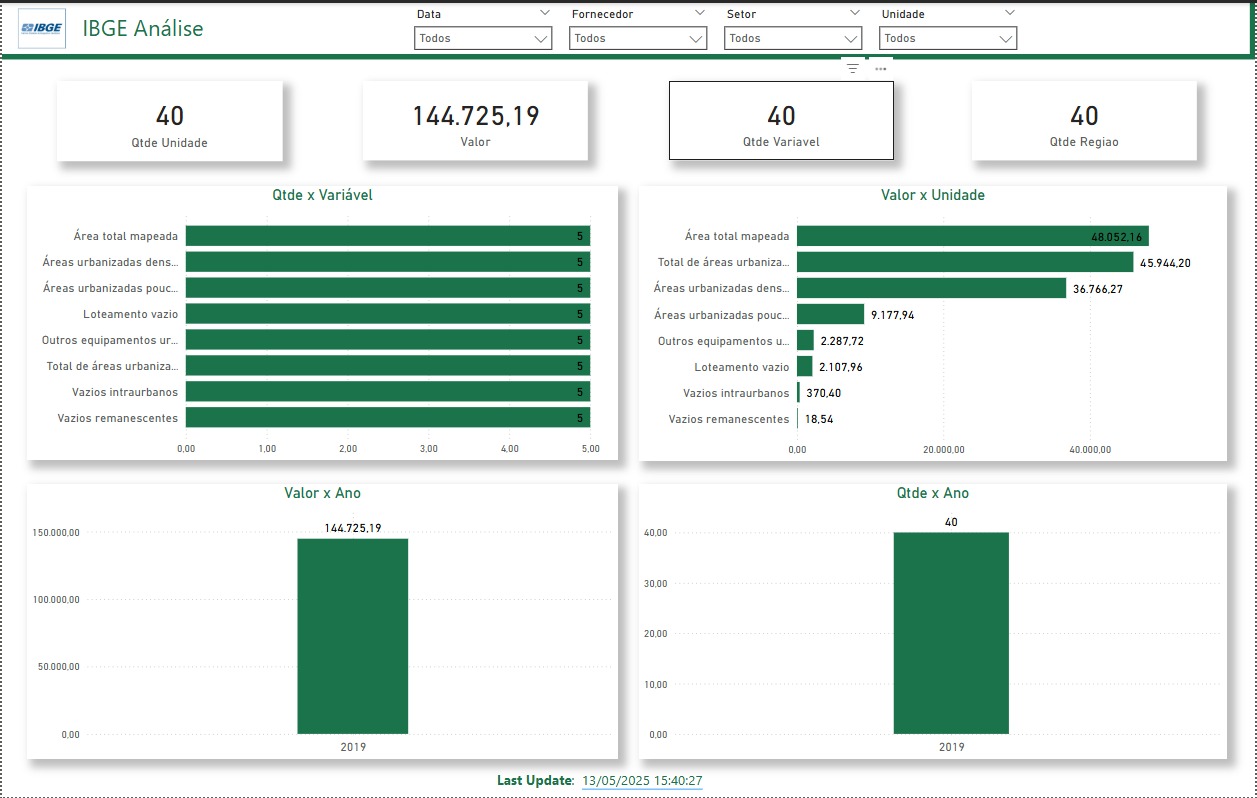 IBGE
IBGE Análise
Data
Fornecedor
Setor
Unidade
Todos
Todos
Todos
Todos
40
Qtde Unidade
144.725,19
Valor
40
Qtde Variavel
40
Qtde Regiao
Qtde x Variável
Área total mapeada 5
Áreas urbanizadas dens... 5
Áreas urbanizadas pouc... 5
Loteamento vazio 5
Outros equipamentos ur... 5
Total de áreas urbaniza... 5
Vazios intraurbanos 5
Vazios remanescentes 5
0,00 1,00 2,00 3,00 4,00 5,00
Valor x Unidade
Área total mapeada 48.052,16
Total de áreas urbaniza... 45.944,20
Áreas urbanizadas dens... 36.766,27
Áreas urbanizadas pouc... 9.177,94
Outros equipamentos u... 2.287,72
Loteamento vazio 2.107,96
Vazios intraurbanos 370,40
Vazios remanescentes 18,54
0,00 20.000,00 40.000,00
Valor x Ano
144.725,19
150.000,00
100.000,00
50.000,00
0,00
2019
Qtde x Ano
40
40,00
30,00
20,00
10,00
0,00
2019
Last Update: 13/05/2025 15:40:27